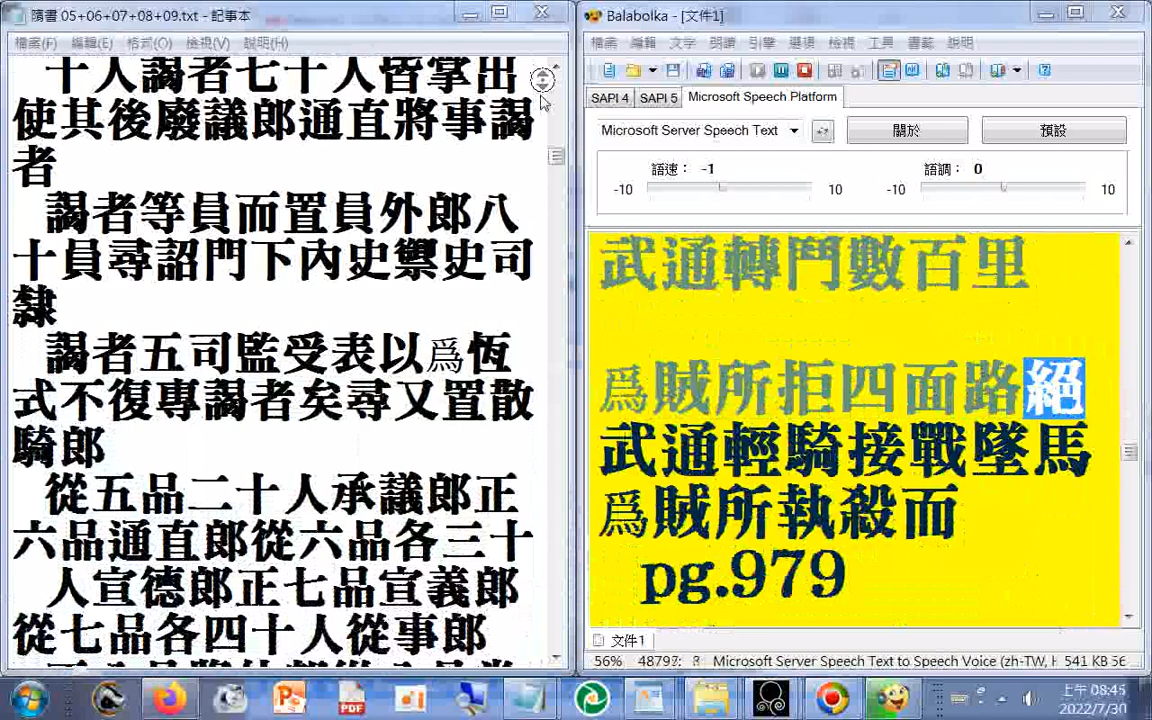 隋書 05+06+07+08+09.txt - 記事本
檔案(F) 編輯(E) 格式(O) 檢視(V) 說明(H)
十人謁者七十人皆掌出
使其後廢議郎通直將事謁
者
謁者等員而置員外郎八
十員尋詔門下內史禦史司
隸
謁者五司監受表以爲恆
式不復專謁者矣尋又置散
騎郎
從五品二十人承議郎正
六品通直郎從六品各三十
人宣德郎正七品宣義郎
從七品各四十人從事郎
Balabolka - [文件1]
檔案 編輯 文字 朗讀 引擎 選項 檢視 工具 書籤 說明
SAPI 4 SAPI 5 Microsoft Speech Platform
Microsoft Server Speech Text 關於 預設
語速： -1 語調： 0
-10 10 -10 10
武通轉鬥數百里
爲賊所拒四面路絕
武通輕騎接戰墜馬
爲賊所執殺而
pg.979
文件1
56% 48797: 8 Microsoft Server Speech Text to Speech Voice (zh-TW, H 541 KB 56
上午 08:45
2022/7/30